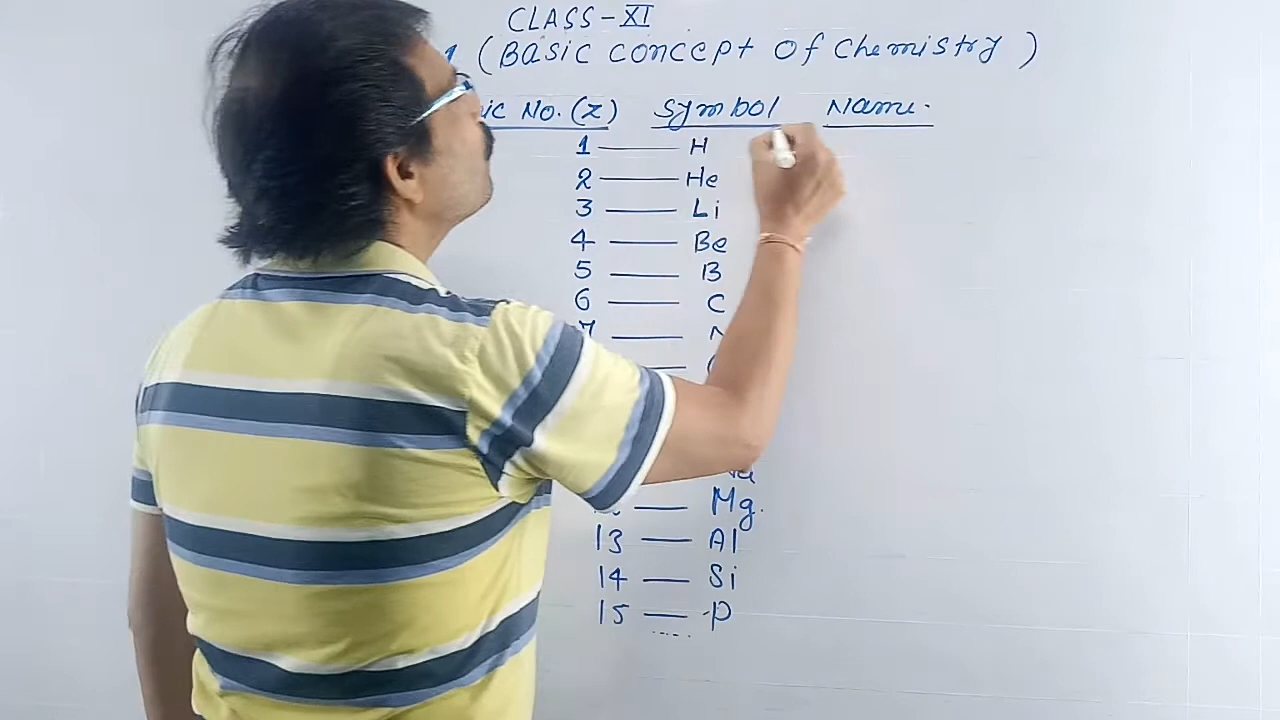 CLASS - XI
1 (BASIC CONCEPT OF CHEMISTRY )
No. (Z) Symbol Name.
1 — H
2 — He
3 — Li
4 — Be
5 — B
6 — C
7 —
Mg.
13 — Al
14 — Si
15 — P